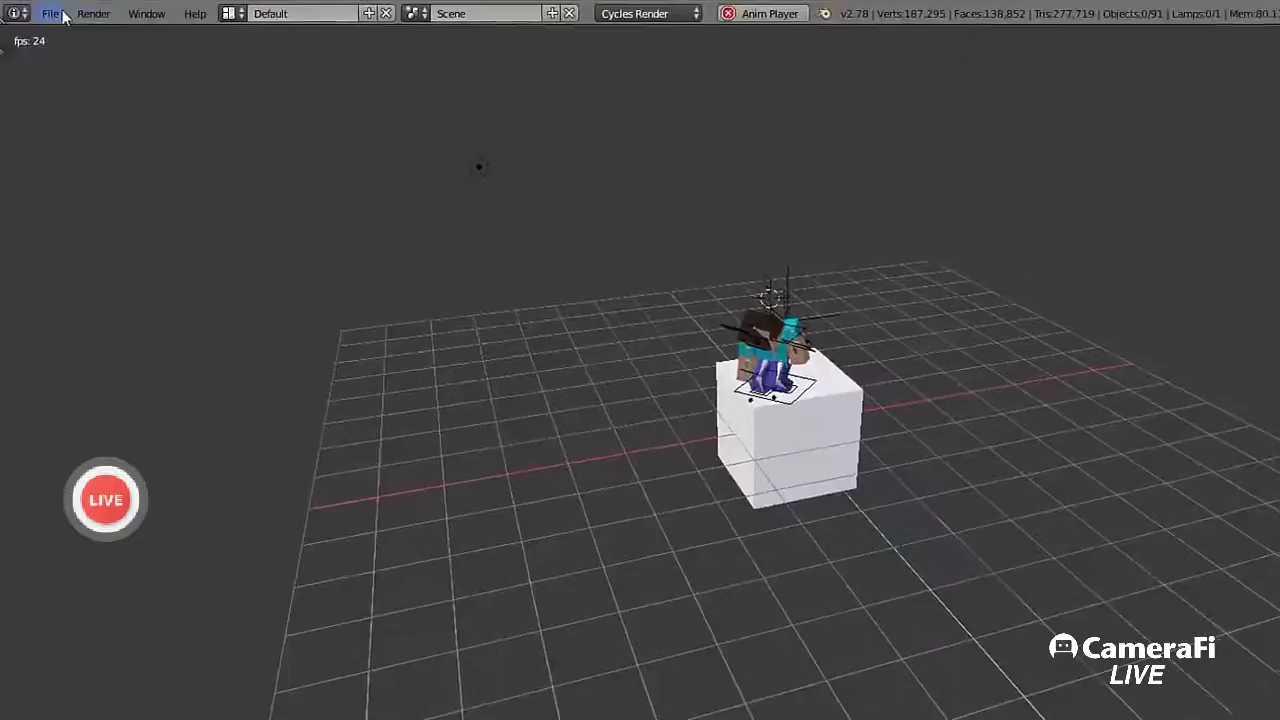 File Render Window Help Default Scene Cycles Render Anim Player v2.78 | Verts:187,295 | Faces:138,852 | Tris:277,719 | Objects:0/91 | Lamps:0/1 | Mem:80.1
fps: 24
LIVE
CameraFi
LIVE